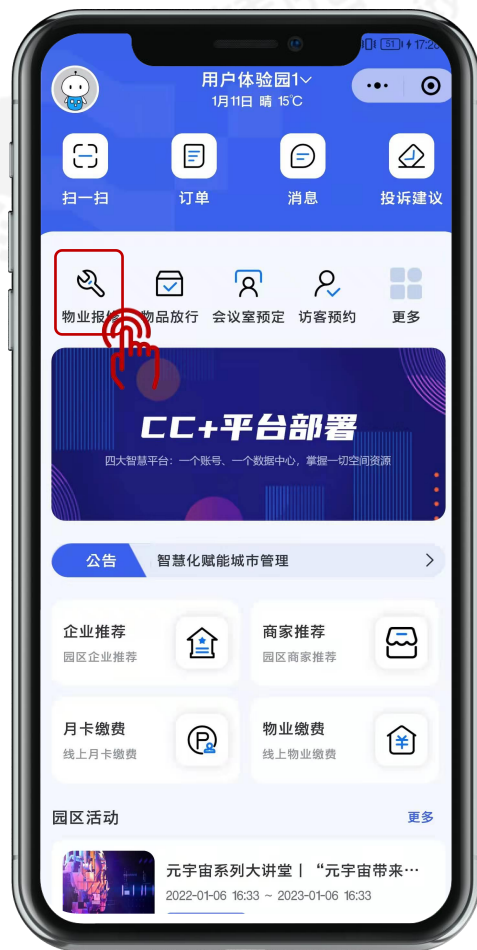 51 17:28
用户体验园1
1月11日 晴 15℃
扫一扫 订单 消息 投诉建议
物业报修 物品放行 会议室预定 访客预约 更多
CC+平台部署
四大智慧平台：一个账号、一个数据中心，掌握一切空间资源
公告 智慧化赋能城市管理
企业推荐
园区企业推荐
商家推荐
园区商家推荐
月卡缴费
线上月卡缴费
物业缴费
线上物业缴费
园区活动 更多
元宇宙系列大讲堂丨“元宇宙带来…
2022-01-06 16:33 ~ 2023-01-06 16:33